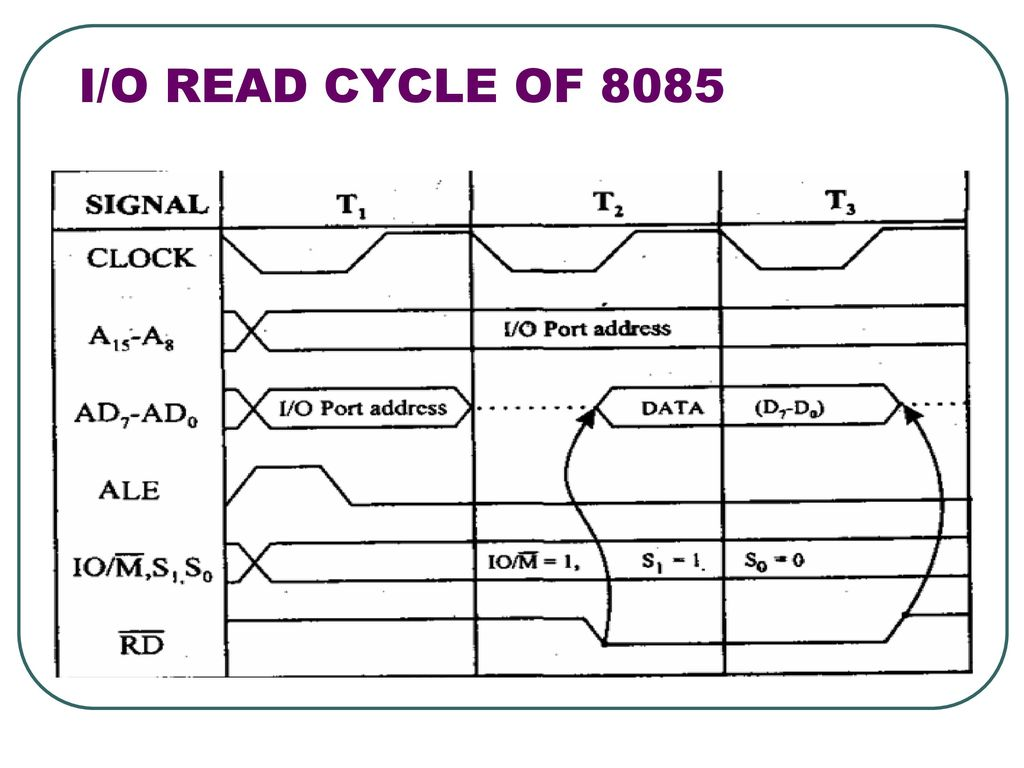 I/O READ CYCLE OF 8085
SIGNAL T₁ T₂ T₃
CLOCK
A₁₅-A₈ I/O Port address
AD₇-AD₀ I/O Port address DATA (D₇-D₀)
ALE
IO/M̅,S₁,S₀ IO/M̅ = 1, S₁ = 1. S₀ = 0
R̅D̅